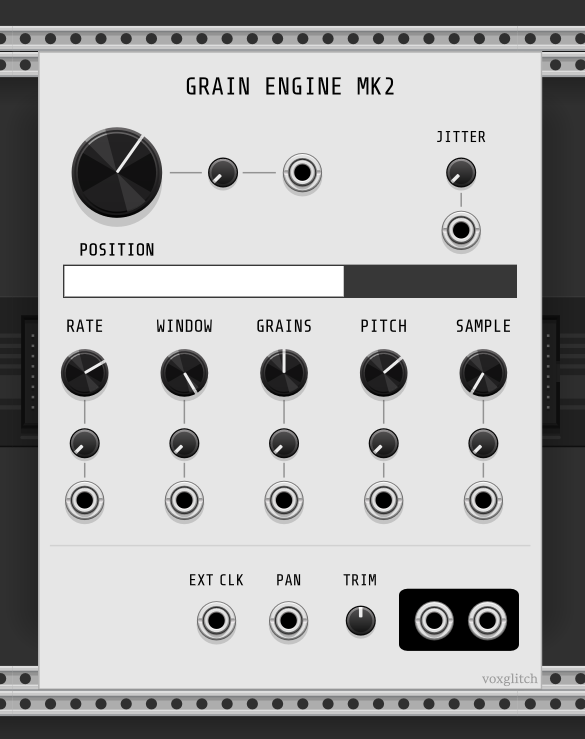 GRAIN ENGINE MK2
JITTER
POSITION
RATE WINDOW GRAINS PITCH SAMPLE
EXT CLK PAN TRIM
voxglitch